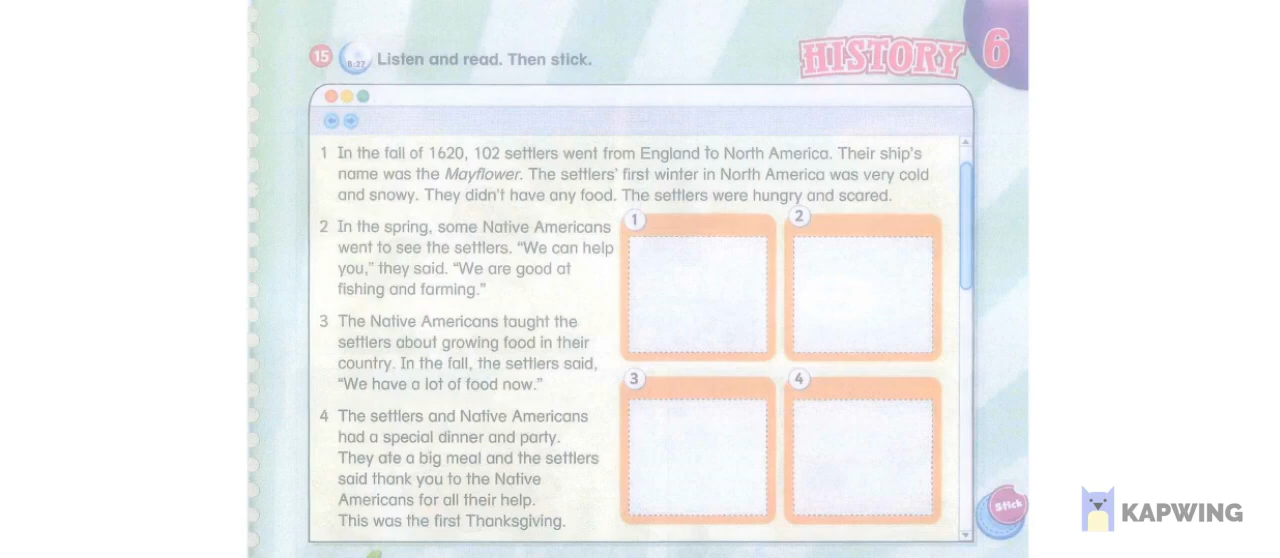 15 6:27 Listen and read. Then stick.
HISTORY 6
1 In the fall of 1620, 102 settlers went from England to North America. Their ship's
name was the Mayflower. The settlers' first winter in North America was very cold
and snowy. They didn't have any food. The settlers were hungry and scared.
2 In the spring, some Native Americans
went to see the settlers. "We can help
you," they said. "We are good at
fishing and farming."
3 The Native Americans taught the
settlers about growing food in their
country. In the fall, the settlers said,
"We have a lot of food now."
4 The settlers and Native Americans
had a special dinner and party.
They ate a big meal and the settlers
said thank you to the Native
Americans for all their help.
This was the first Thanksgiving.
1
2
3
4
Stick
KAPWING